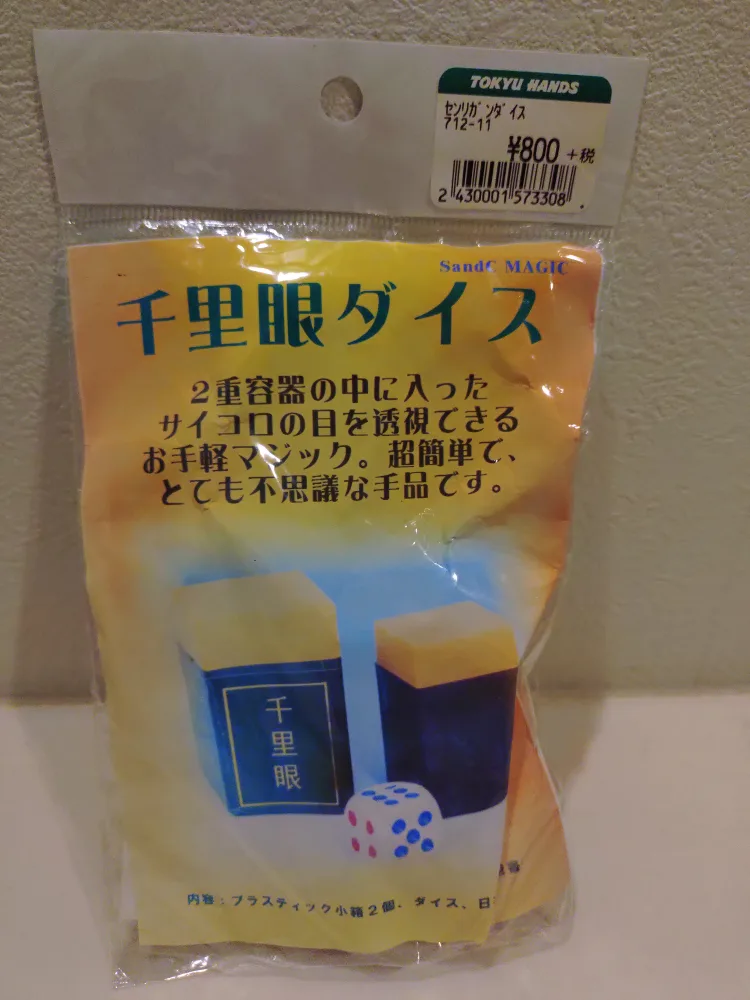 TOKYU HANDS
センリガンダイス
712-11
¥800 +税
2 430001 573308
SandC MAGIC
千里眼ダイス
2重容器の中に入った
サイコロの目を透視できる
お手軽マジック。超簡単で、
とても不思議な手品です。
千
里
眼
内容:プラスティック小箱2個、ダイス、日